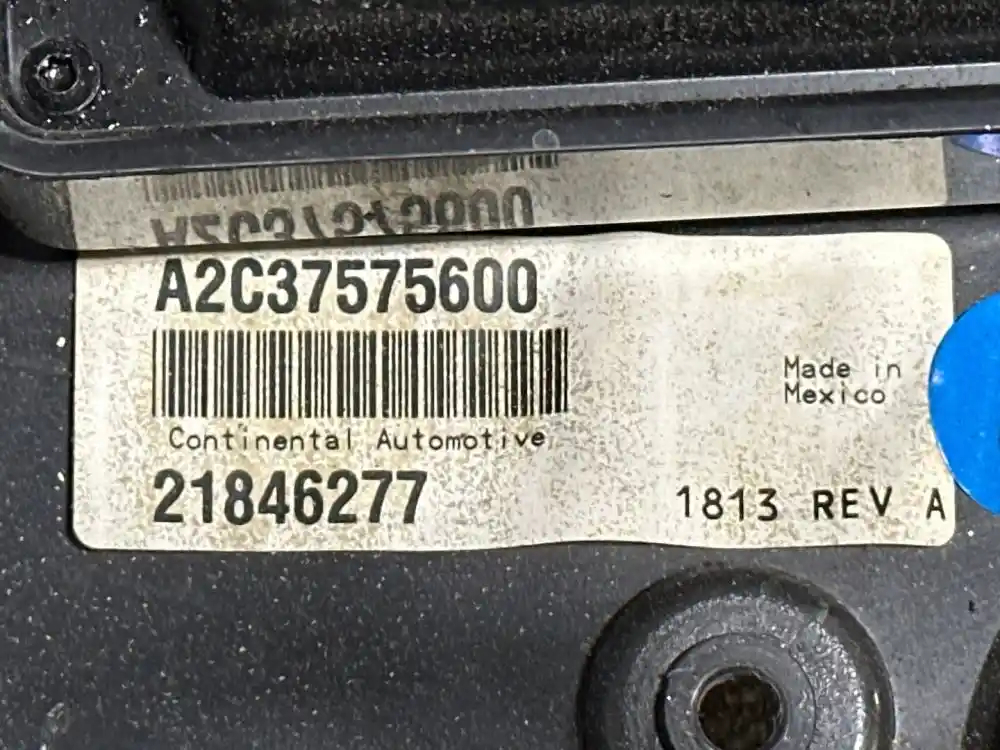 A2C37575600
Continental Automotive
21846277
Made in
Mexico
1813 REV A